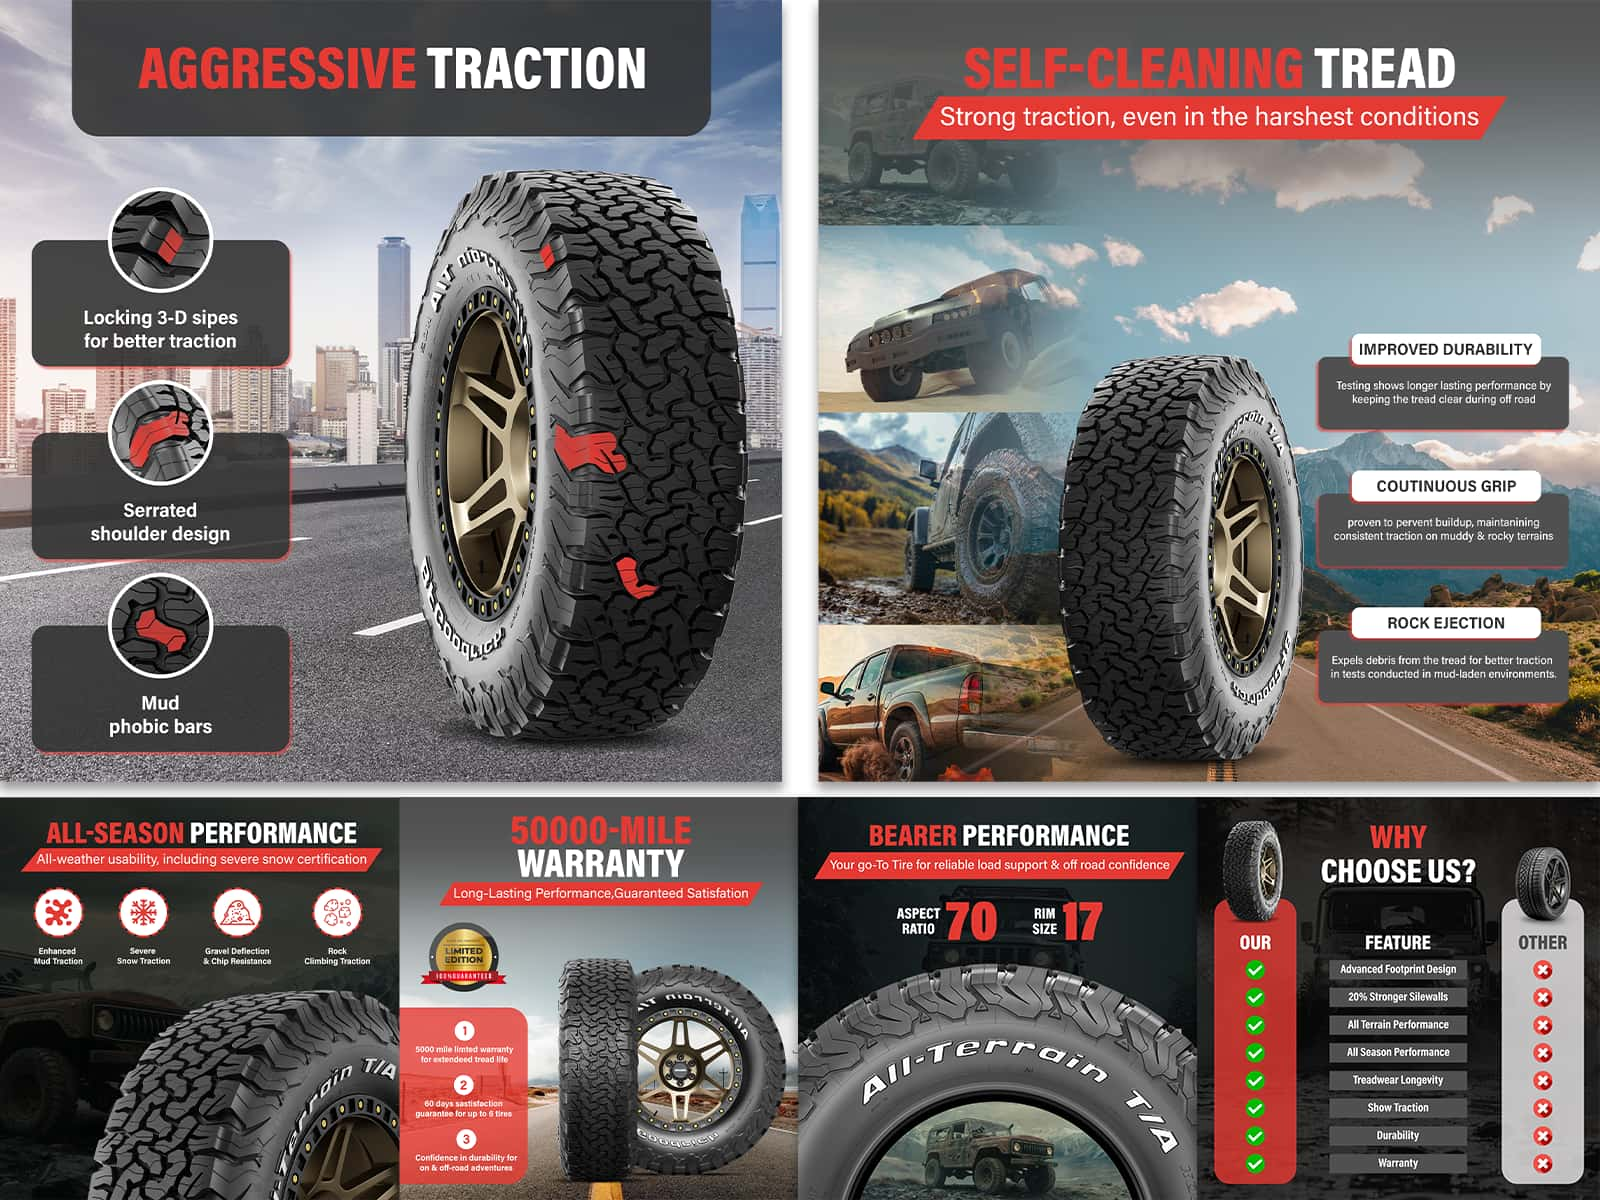 AGGRESSIVE TRACTION
Locking 3-D sipes
for better traction
Serrated
shoulder design
Mud
phobic bars
SELF-CLEANING TREAD
Strong traction, even in the harshest conditions
IMPROVED DURABILITY
Testing shows longer lasting performance by
keeping the tread clear during off road
COUTINUOUS GRIP
proven to pervent buildup, maintanining
consistent traction on muddy & rocky terrains
ROCK EJECTION
Expels debris from the tread for better traction
in tests conducted in mud-laden environments.
ALL-SEASON PERFORMANCE
All-weather usability, including severe snow certification
Enhanced
Mud Traction
Severe
Snow Traction
Gravel Deflection
& Chip Resistance
Rock
Climbing Traction
50000-MILE
WARRANTY
Long-Lasting Performance,Guaranteed Satisfation
LIMITED
EDITION
1
5000 mile limted warranty
for extendeed tread life
2
60 days sastisfaction
guarantee for up to 6 tires
3
Confidence in durability for
on & off-road adventures
BEARER PERFORMANCE
Your go-To Tire for reliable load support & off road confidence
ASPECT
RATIO 70
RIM
SIZE 17
All-Terrain T/A
WHY
CHOOSE US?
OUR FEATURE OTHER
Advanced Footprint Design
20% Stronger Silewalls
All Terrain Performance
All Season Performance
Treadwear Longevity
Show Traction
Durability
Warranty